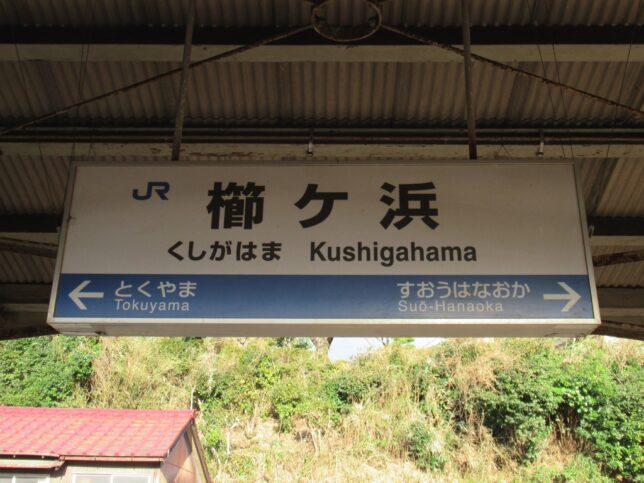 JR 櫛ケ浜
くしがはま Kushigahama
← とくやま すおうはなおか →
Tokuyama Suō-Hanaoka